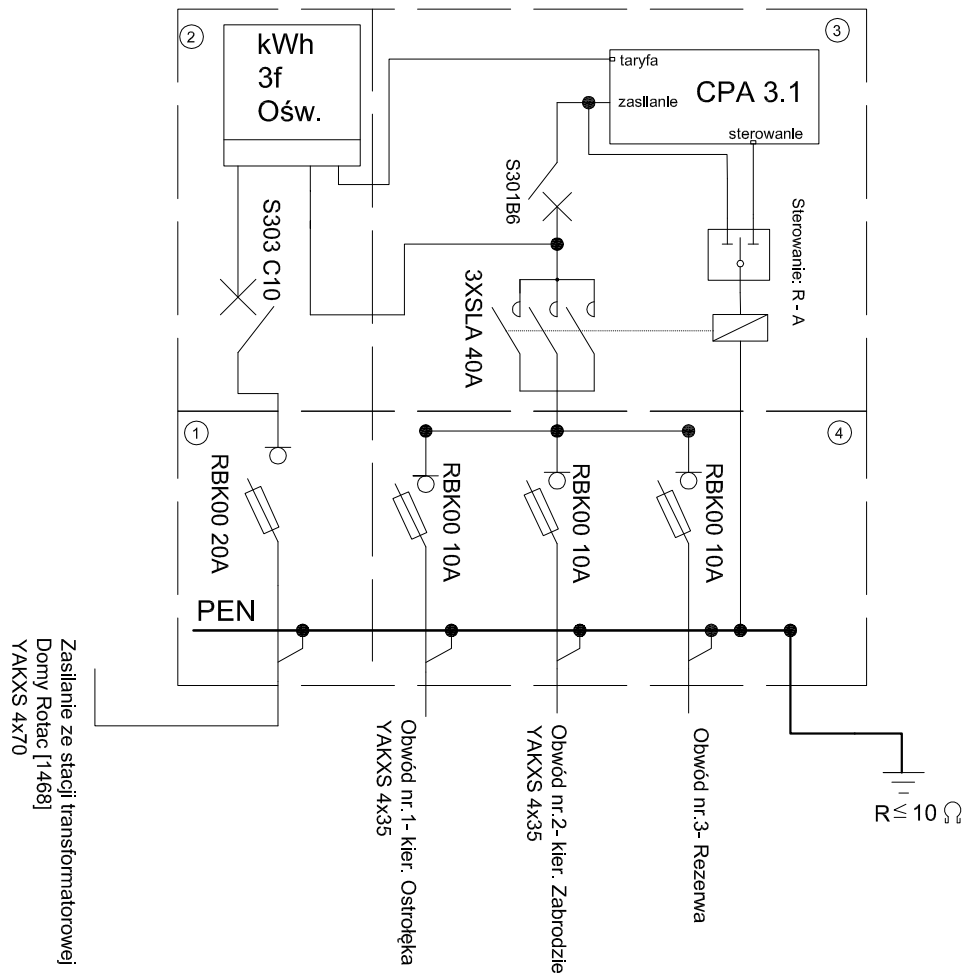 2
kWh
3f
Ośw.
3
taryfa
CPA 3.1
zasilanie
sterowanie
S301B6
S303 C10
Sterowanie: R - A
3XSLA 40A
1
4
RBK00 20A
RBK00 10A
RBK00 10A
RBK00 10A
PEN
Zasilanie ze stacji transformatorowej
Domy Rotac [1468]
YAKXS 4x70
Obwód nr.1- kier. Ostrołęka
YAKXS 4x35
Obwód nr.2- kier. Zabrodzie
YAKXS 4x35
Obwód nr.3- Rezerwa
R ≤ 10 Ω